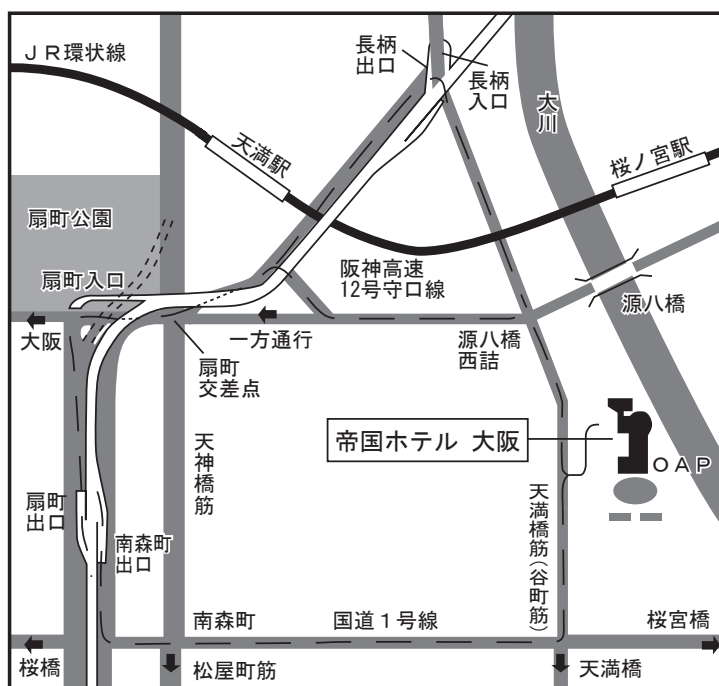 ＪＲ環状線
長柄
出口
長柄
入口
大川
天満駅
桜ノ宮駅
扇町公園
扇町入口
阪神高速
12号守口線
源八橋
大阪
一方通行
源八橋
西詰
扇町
交差点
帝国ホテル 大阪
ＯＡＰ
天神橋筋
天満橋筋（谷町筋）
扇町
出口
南森町
出口
南森町
国道１号線
桜宮橋
桜橋
松屋町筋
天満橋